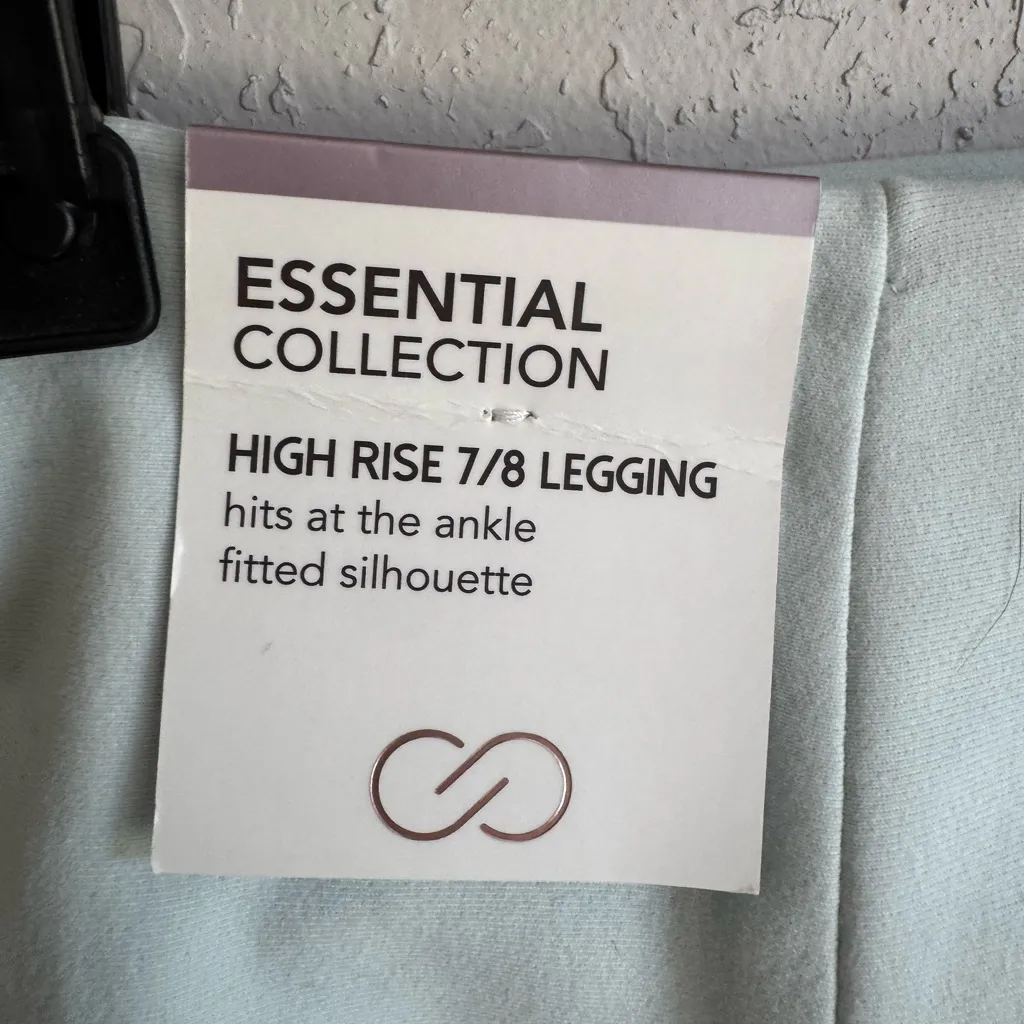 ESSENTIAL
COLLECTION
HIGH RISE 7/8 LEGGING
hits at the ankle
fitted silhouette